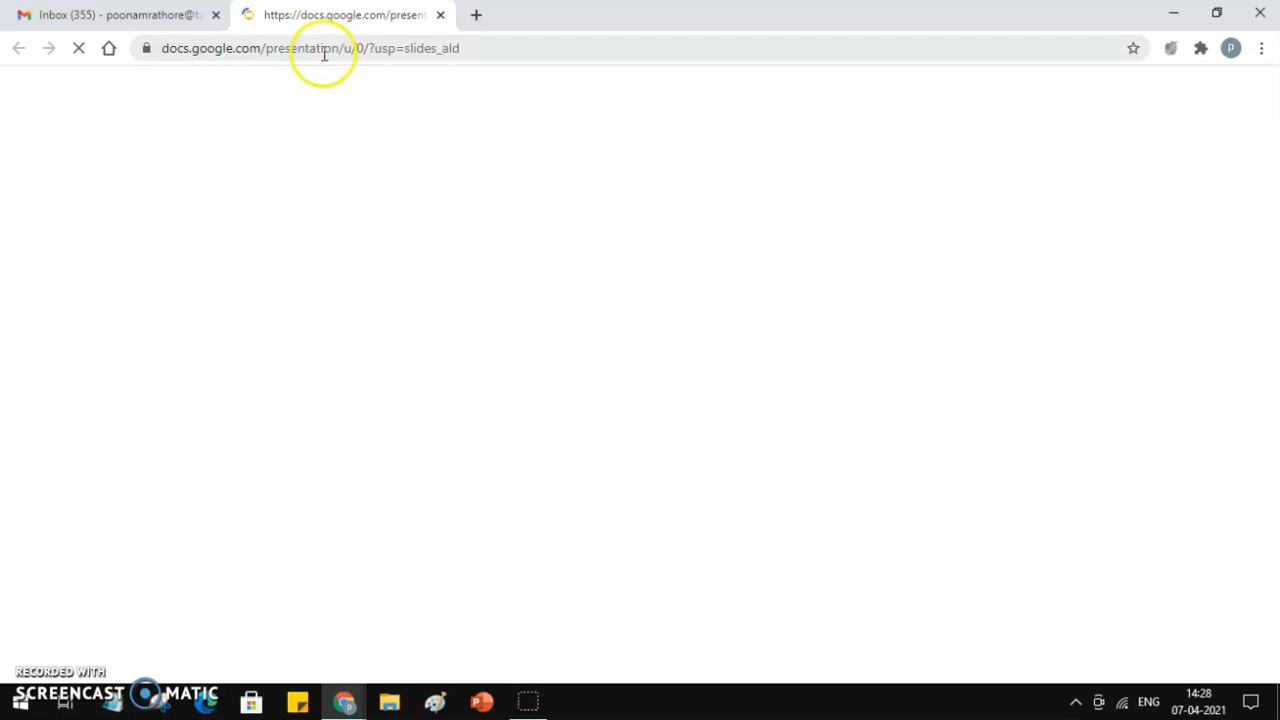 Inbox (355) - poonamrathore@ta
https://docs.google.com/present
docs.google.com/presentation/u/0/?usp=slides_ald
P
RECORDED WITH
SCREENCAST MATIC
P
ENG
14:28
07-04-2021